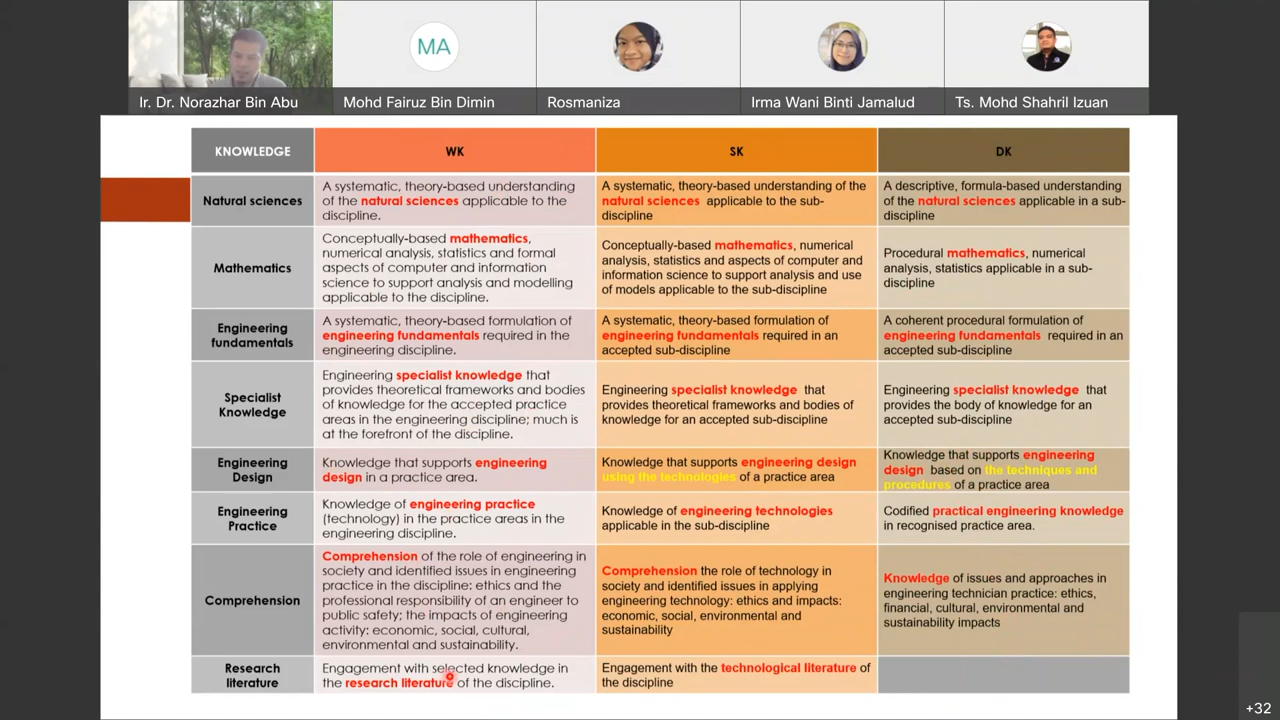 MA
Ir. Dr. Norazhar Bin Abu
Mohd Fairuz Bin Dimin
Rosmaniza
Irma Wani Binti Jamalud
Ts. Mohd Shahril Izuan
KNOWLEDGE
WK
SK
DK
Natural sciences
A systematic, theory-based understanding
of the natural sciences applicable to the
discipline.
A systematic, theory-based understanding of the
natural sciences applicable to the sub-
discipline
A descriptive, formula-based understanding
of the natural sciences applicable in a sub-
discipline
Mathematics
Conceptually-based mathematics,
numerical analysis, statistics and formal
aspects of computer and information
science to support analysis and modelling
applicable to the discipline.
Conceptually-based mathematics, numerical
analysis, statistics and aspects of computer and
information science to support analysis and use
of models applicable to the sub-discipline
Procedural mathematics, numerical
analysis, statistics applicable in a sub-
discipline
Engineering
fundamentals
A systematic, theory-based formulation of
engineering fundamentals required in the
engineering discipline.
A systematic, theory-based formulation of
engineering fundamentals required in an
accepted sub-discipline
A coherent procedural formulation of
engineering fundamentals required in an
accepted sub-discipline
Specialist
Knowledge
Engineering specialist knowledge that
provides theoretical frameworks and bodies
of knowledge for the accepted practice
areas in the engineering discipline; much is
at the forefront of the discipline.
Engineering specialist knowledge that
provides theoretical frameworks and bodies of
knowledge for an accepted sub-discipline
Engineering specialist knowledge that
provides the body of knowledge for an
accepted sub-discipline
Engineering
Design
Knowledge that supports engineering
design in a practice area.
Knowledge that supports engineering design
using the technologies of a practice area
Knowledge that supports engineering
design based on the techniques and
procedures of a practice area
Engineering
Practice
Knowledge of engineering practice
(technology) in the practice areas in the
engineering discipline.
Knowledge of engineering technologies
applicable in the sub-discipline
Codified practical engineering knowledge
in recognised practice area.
Comprehension
Comprehension of the role of engineering in
society and identified issues in engineering
practice in the discipline: ethics and the
professional responsibility of an engineer to
public safety; the impacts of engineering
activity: economic, social, cultural,
environmental and sustainability.
Comprehension the role of technology in
society and identified issues in applying
engineering technology: ethics and impacts:
economic, social, environmental and
sustainability
Knowledge of issues and approaches in
engineering technician practice: ethics,
financial, cultural, environmental and
sustainability impacts
Research
literature
Engagement with selected knowledge in
the research literature of the discipline.
Engagement with the technological literature of
the discipline
+32